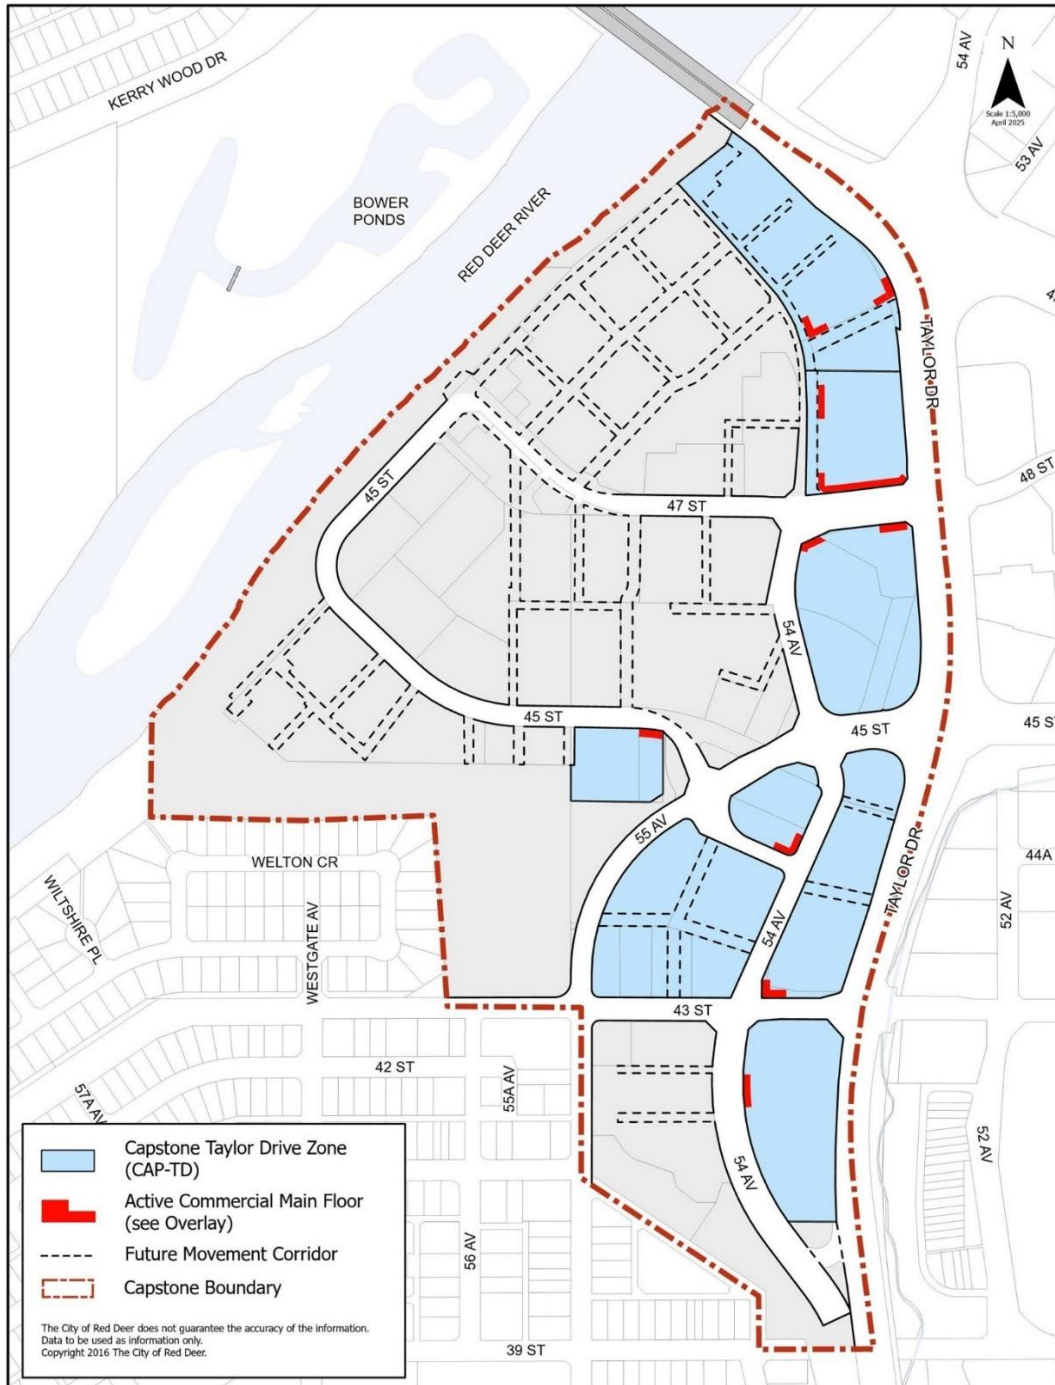 KERRY WOOD DR
54 AV
N
Scale 1:5,000
April 2025
53 AV
BOWER
PONDS
RED DEER RIVER
TAYLOR DR
48 ST
45 ST
47 ST
54 AV
45 ST
45 ST
45 ST
55 AV
TAYLOR DR
44A
WELTON CR
WILTSHIRE PL
WESTGATE AV
54 AV
52 AV
43 ST
42 ST
55A AV
57A AV
52 AV
54 AV
56 AV
39 ST
Capstone Taylor Drive Zone
(CAP-TD)
Active Commercial Main Floor
(see Overlay)
Future Movement Corridor
Capstone Boundary
The City of Red Deer does not guarantee the accuracy of the information.
Data to be used as information only.
Copyright 2016 The City of Red Deer.